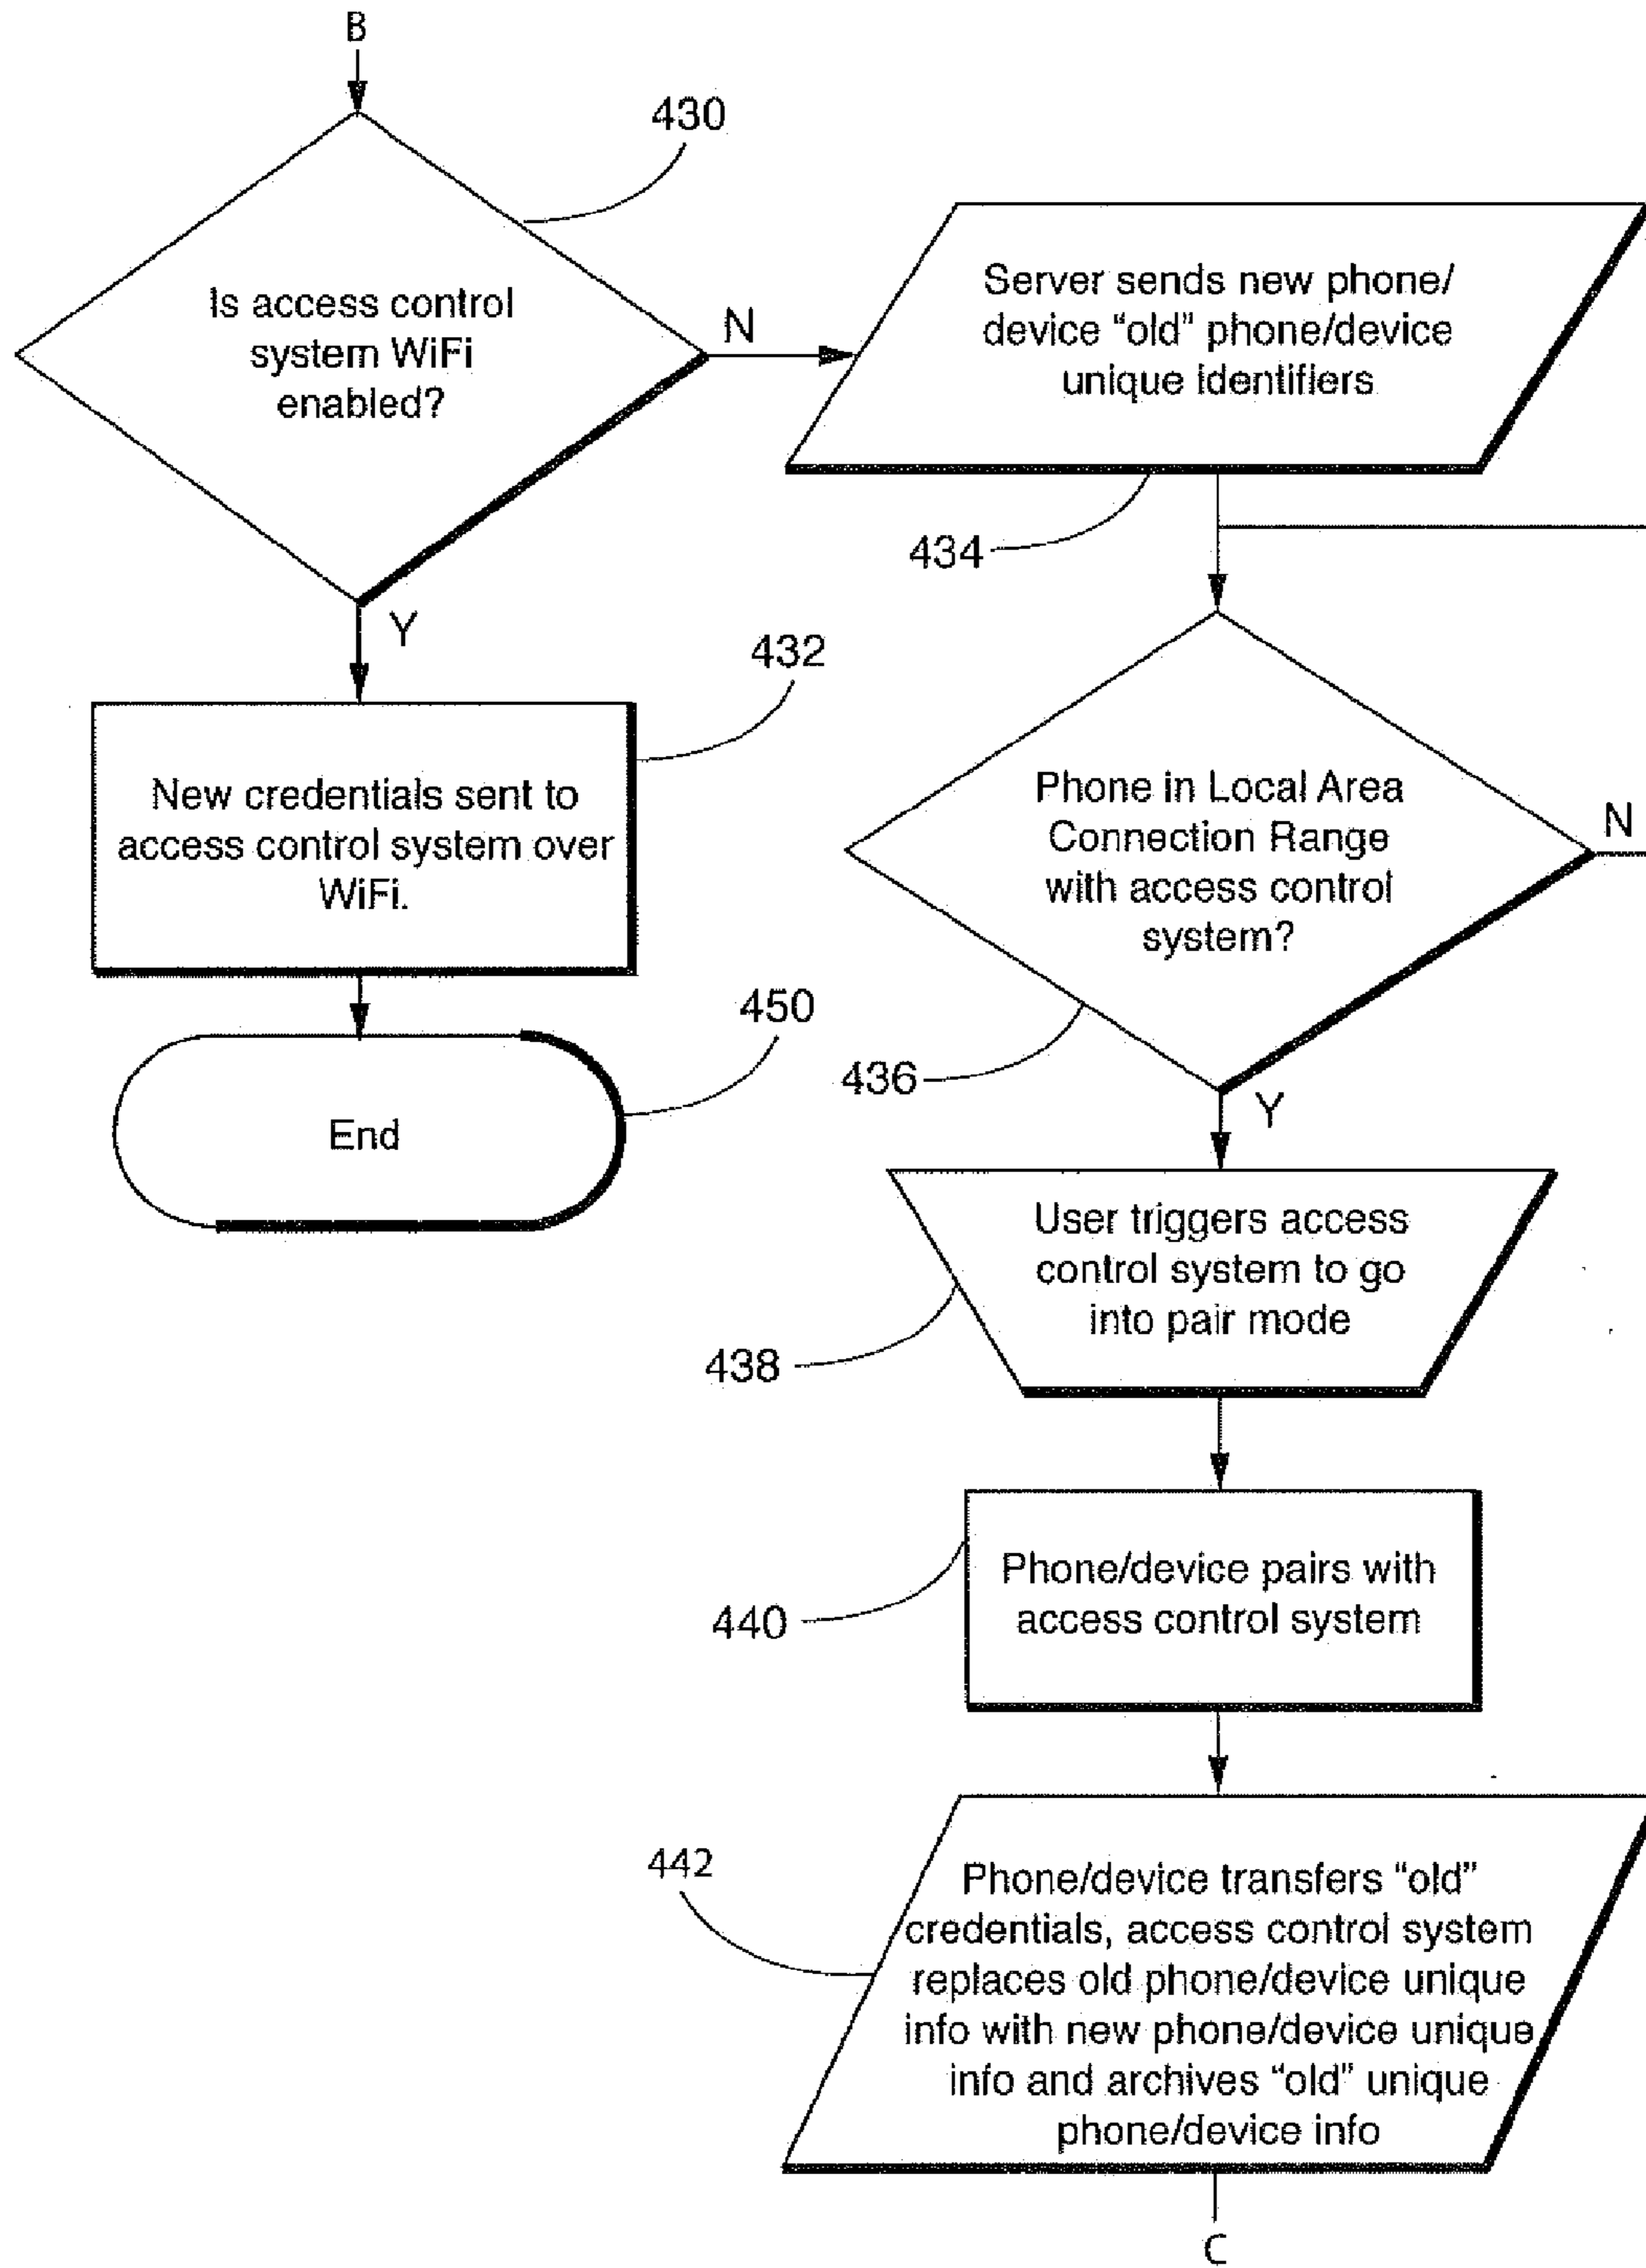 B
430
Is access control
system WiFi
enabled?
N
Y
Server sends new phone/
device “old” phone/device
unique identifiers
434
432
New credentials sent to
access control system over
WiFi.
450
End
Phone in Local Area
Connection Range
with access control
system?
N
436
Y
User triggers access
control system to go
into pair mode
438
Phone/device pairs with
access control system
440
442
Phone/device transfers “old”
credentials, access control system
replaces old phone/device unique
info with new phone/device unique
info and archives “old” unique
phone/device info
C